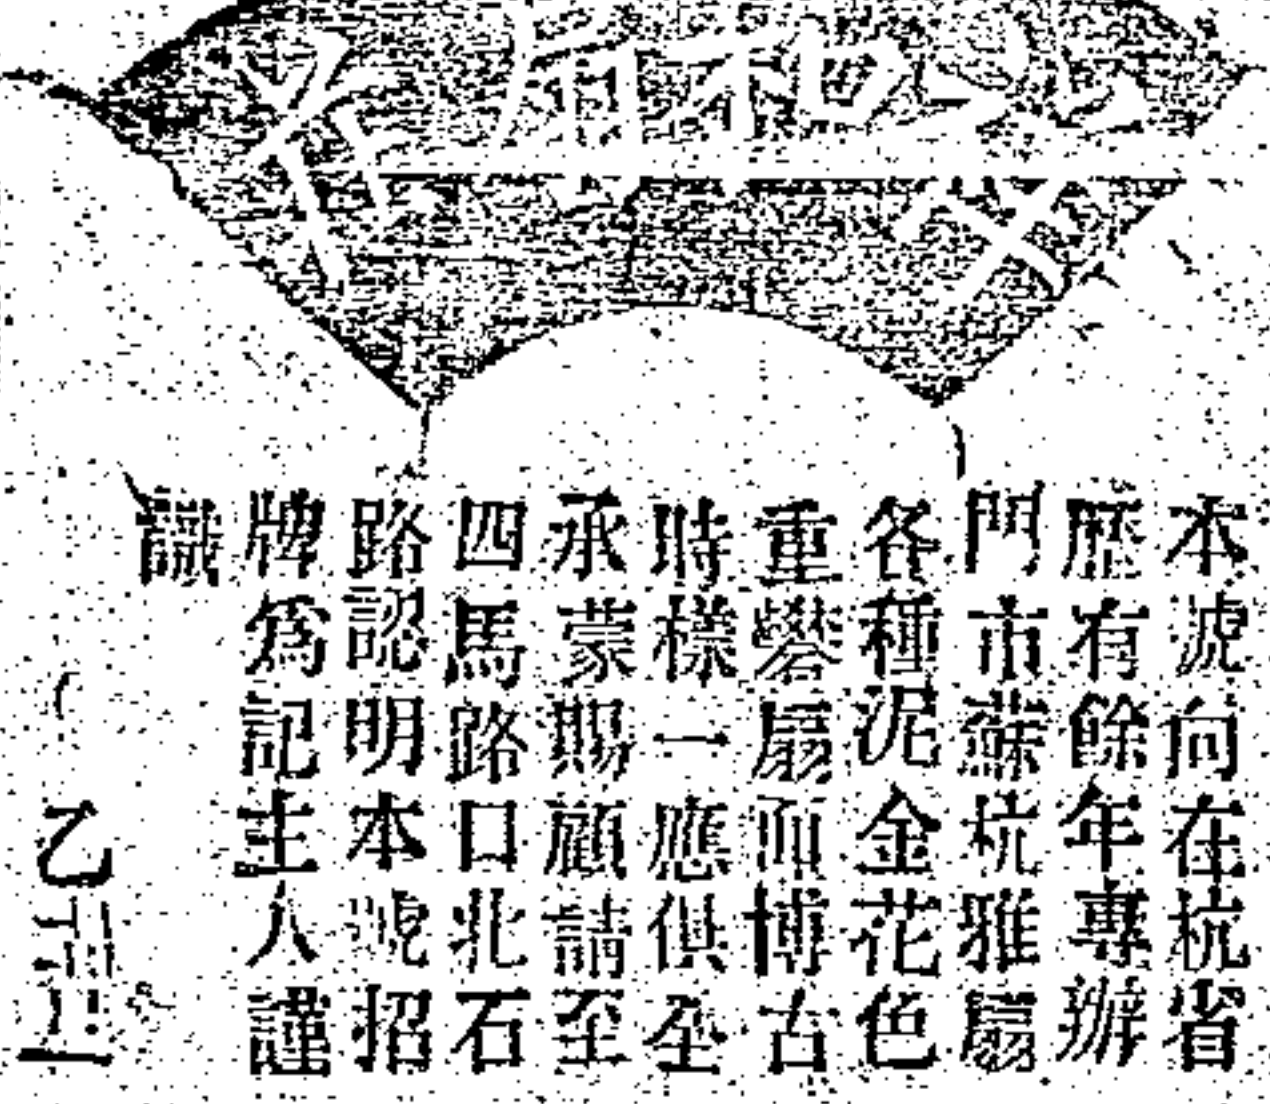 本號向在杭省
歷有餘年專辦
門市蘇杭雅扇
各種泥金花色
重礬扇面博古
時樣一應俱全
承蒙賜顧請至
四馬路口北石
路認明本號招
牌爲記主人謹
識
乙